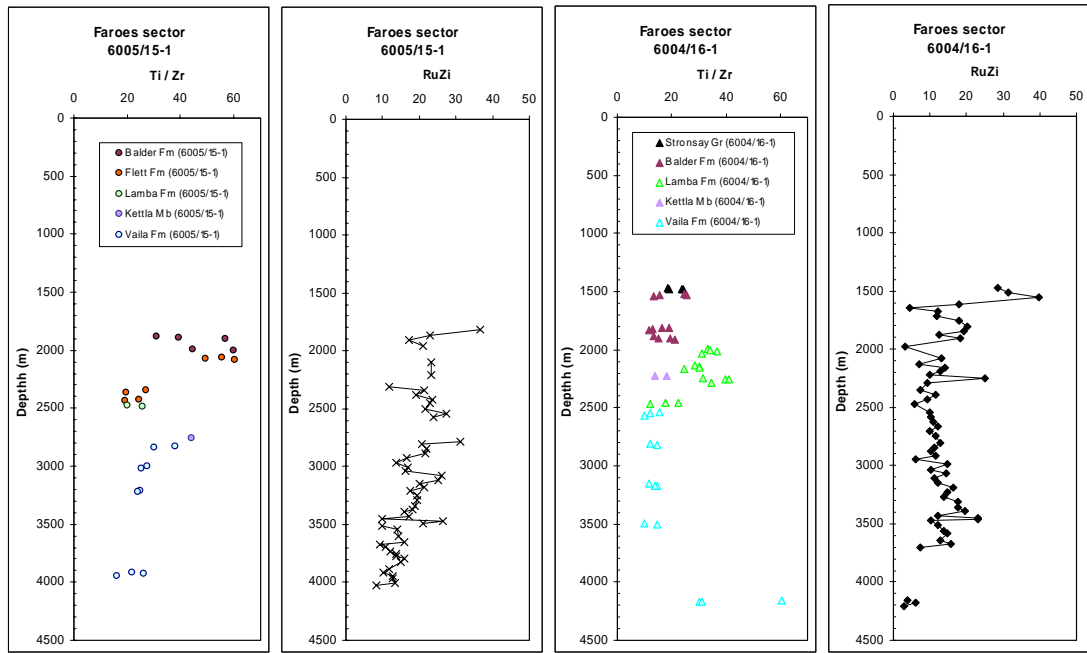 Faroes sector
6005/15-1
Ti / Zr
0 20 40 60
0
500
1000
1500
2000
2500
3000
3500
4000
4500
Depth (m)
Balder Fm (6005/15-1)
Flett Fm (6005/15-1)
Lamba Fm (6005/15-1)
Kettla Mb (6005/15-1)
Vaila Fm (6005/15-1)
Faroes sector
6005/15-1
RuZi
0 10 20 30 40 50
0
500
1000
1500
2000
2500
3000
3500
4000
4500
Depth (m)
Faroes sector
6004/16-1
Ti / Zr
0 20 40 60
0
500
1000
1500
2000
2500
3000
3500
4000
4500
Depthh (m)
Stronsay Gr (6004/16-1)
Balder Fm (6004/16-1)
Lamba Fm (6004/16-1)
Kettla Mb (6004/16-1)
Vaila Fm (6004/16-1)
Faroes sector
6004/16-1
RuZi
0 10 20 30 40 50
0
500
1000
1500
2000
2500
3000
3500
4000
4500
Depth (m)